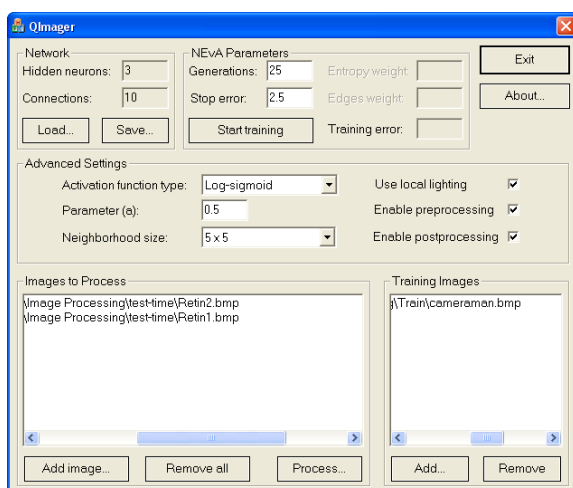 QImager
Network
Hidden neurons: 3
Connections: 10
Load... Save...
NEvA Parameters
Generations: 25 Entropy weight:
Stop error: 2.5 Edges weight:
Start training Training error:
Exit
About...
Advanced Settings
Activation function type: Log-sigmoid Use local lighting
Parameter (a): 0.5 Enable preprocessing
Neighborhood size: 5 x 5 Enable postprocessing
Images to Process
\Image Processing\test-time\Retin2.bmp
\Image Processing\test-time\Retin1.bmp
Add image... Remove all Process...
Training Images
\Train\cameraman.bmp
Add... Remove